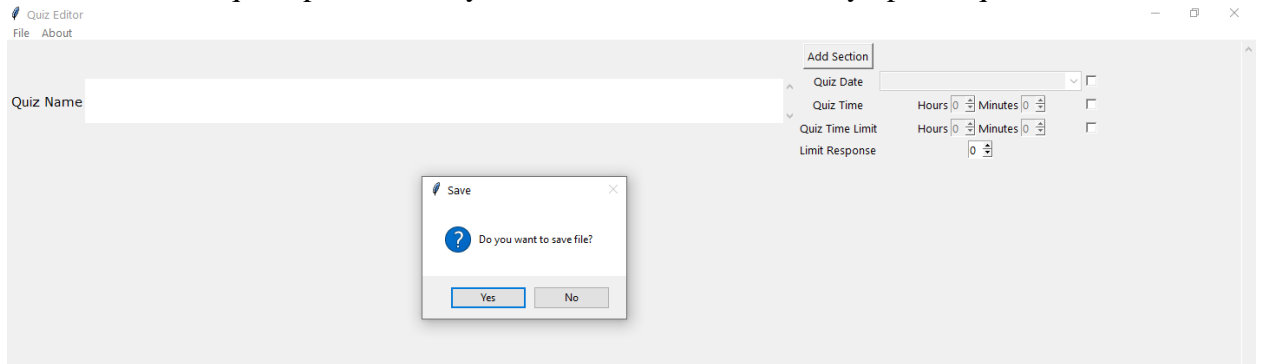 Quiz Editor
File About
Add Section
Quiz Date
Quiz Name
Quiz Time Hours 0 Minutes 0
Quiz Time Limit Hours 0 Minutes 0
Limit Response 0
Save
Do you want to save file?
Yes No